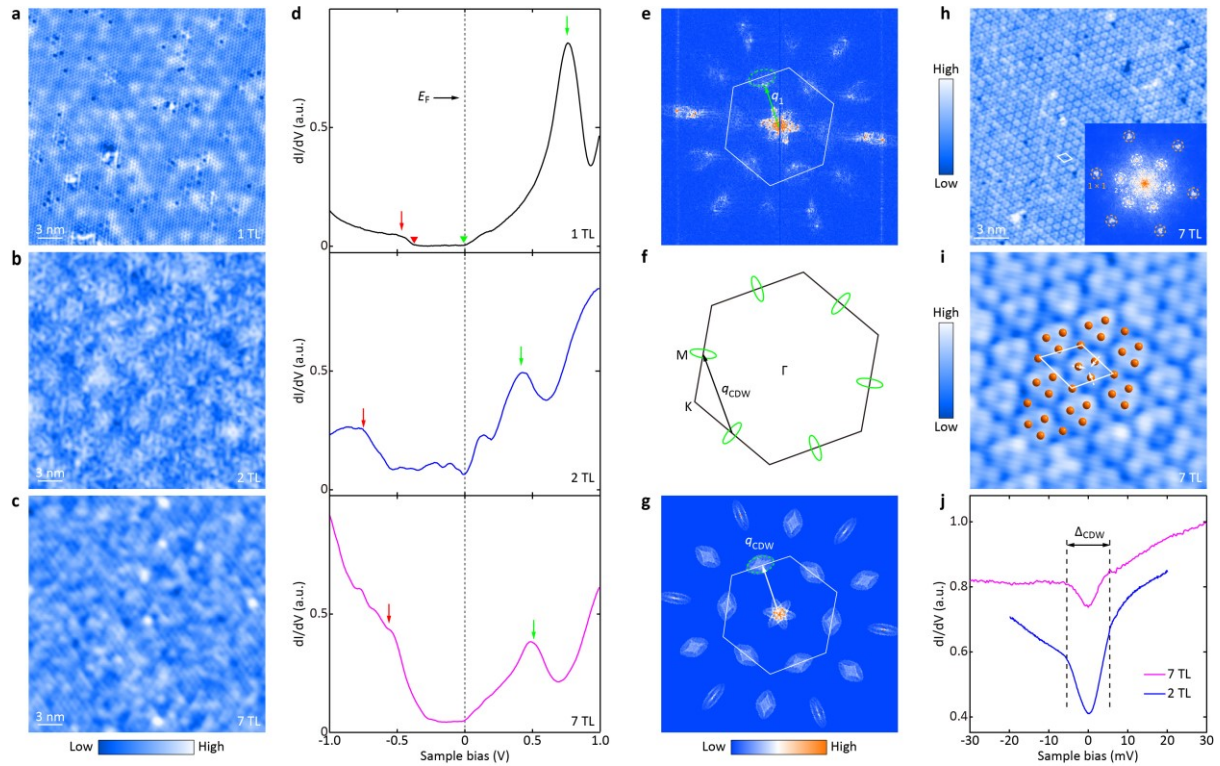 a
3 nm
1 TL
b
3 nm
2 TL
c
3 nm
7 TL
Low High
d
dI/dV (a.u.)
0.5
0
E_F
1 TL
dI/dV (a.u.)
0.5
0
2 TL
dI/dV (a.u.)
0.5
0
7 TL
-1.0 -0.5 0 0.5 1.0
Sample bias (V)
e
q_1
f
M
K
Γ
q_CDW
g
q_CDW
Low High
h
High
Low
3 nm
1 × 1
7 TL
i
High
Low
j
dI/dV (a.u.)
1.0
0.8
0.6
0.4
Δ_CDW
7 TL
2 TL
-30 -20 -10 0 10 20 30
Sample bias (mV)